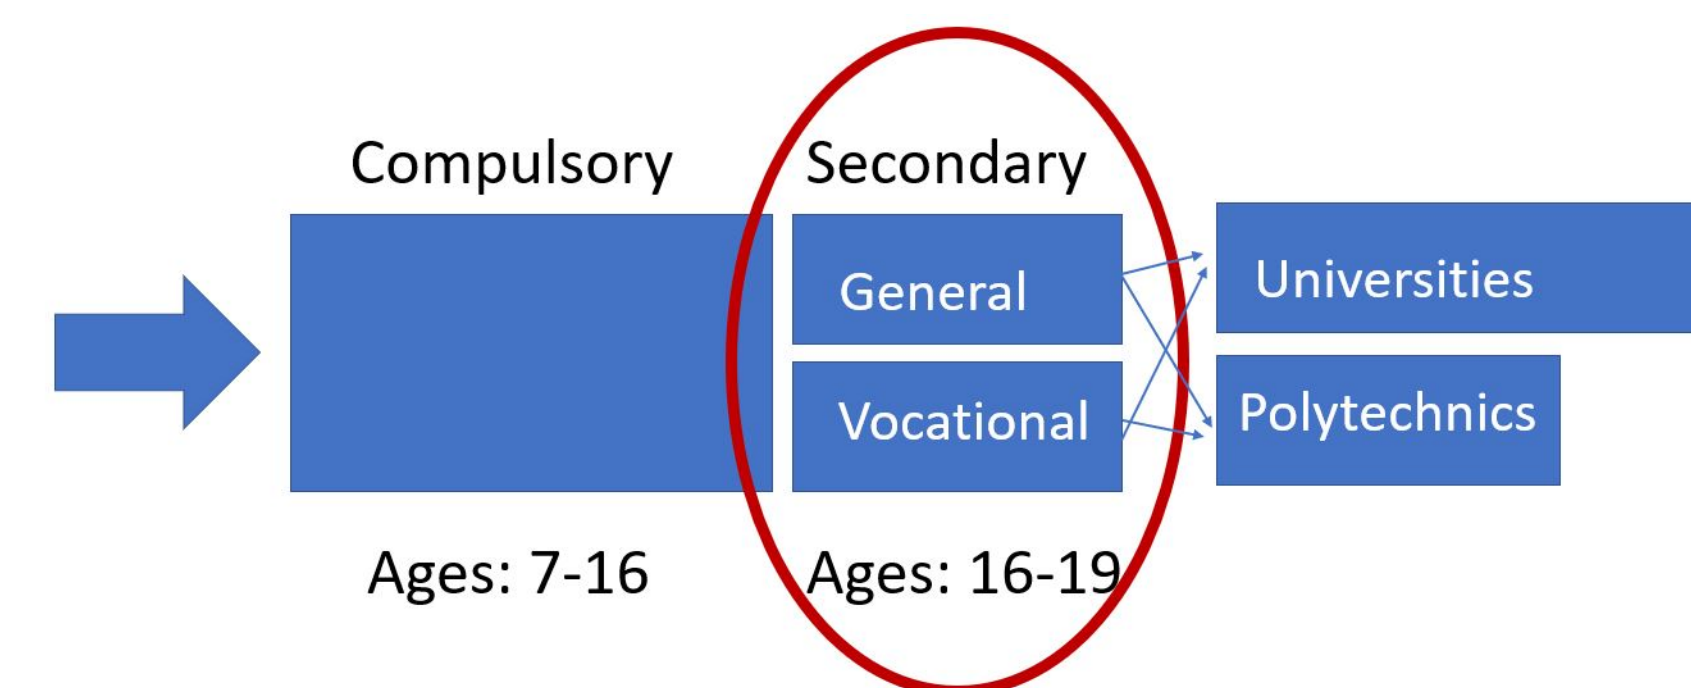 Compulsory
Secondary
General
Vocational
Universities
Polytechnics
Ages: 7-16
Ages: 16-19